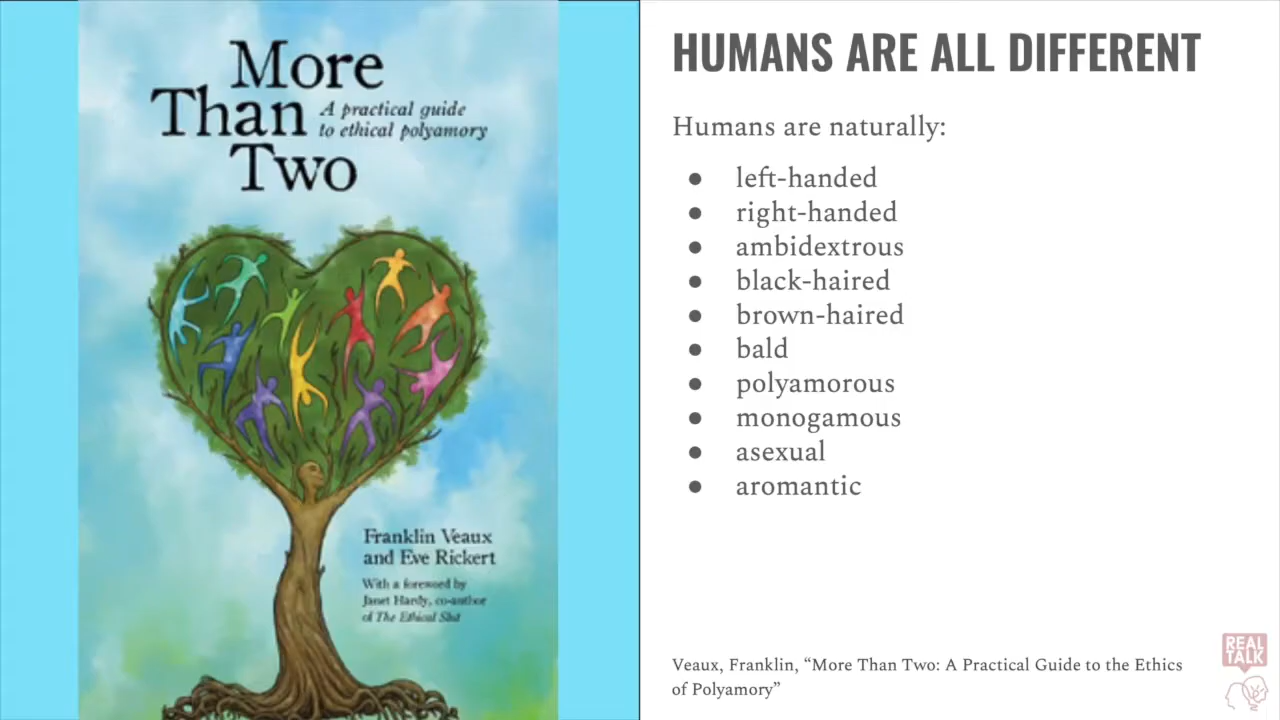 More
Than
A practical guide
to ethical polyamory
Two
Franklin Veaux
and Eve Rickert
With a foreword by
Janet Hardy, co-author
of The Ethical Slut
HUMANS ARE ALL DIFFERENT
Humans are naturally:
● left-handed
● right-handed
● ambidextrous
● black-haired
● brown-haired
● bald
● polyamorous
● monogamous
● asexual
● aromantic
Veaux, Franklin, “More Than Two: A Practical Guide to the Ethics
of Polyamory”
REAL
TALK